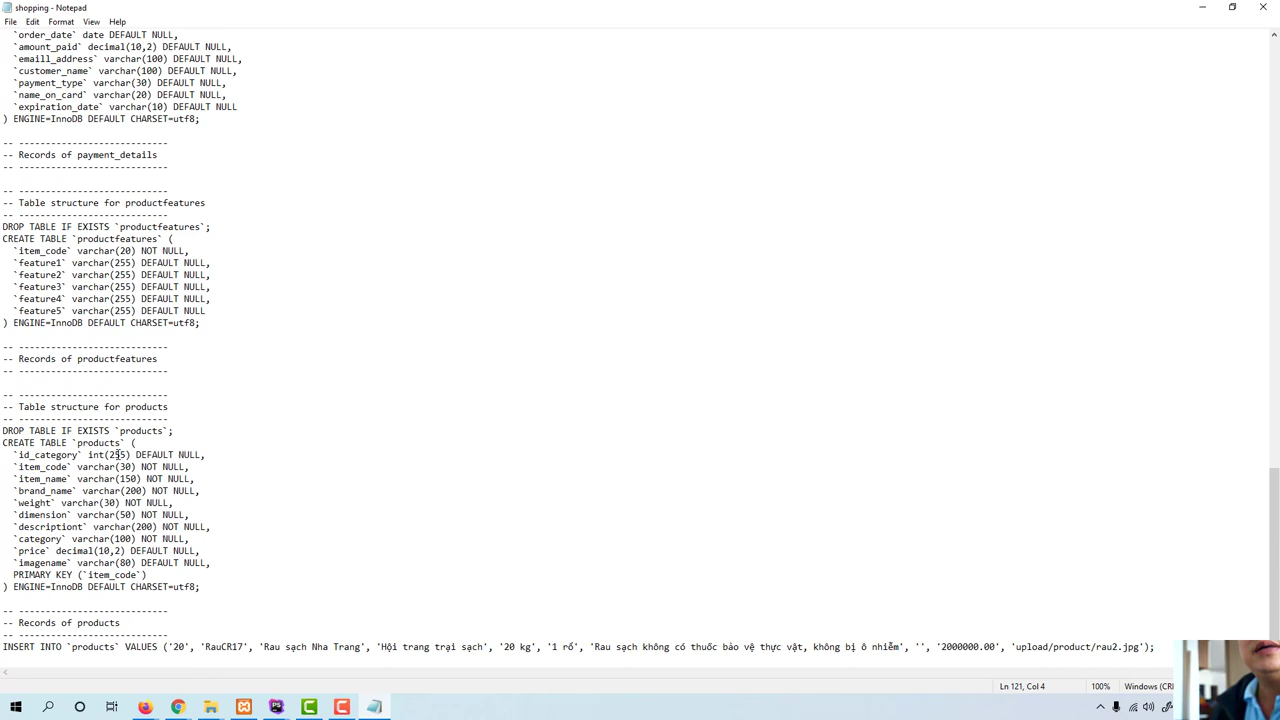 shopping - Notepad
File Edit Format View Help
`order_date` date DEFAULT NULL,
`amount_paid` decimal(10,2) DEFAULT NULL,
`emaill_address` varchar(100) DEFAULT NULL,
`customer_name` varchar(100) DEFAULT NULL,
`payment_type` varchar(30) DEFAULT NULL,
`name_on_card` varchar(20) DEFAULT NULL,
`expiration_date` varchar(10) DEFAULT NULL
) ENGINE=InnoDB DEFAULT CHARSET=utf8;
-- ----------------------------
-- Records of payment_details
-- ----------------------------
-- ----------------------------
-- Table structure for productfeatures
-- ----------------------------
DROP TABLE IF EXISTS `productfeatures`;
CREATE TABLE `productfeatures` (
`item_code` varchar(20) NOT NULL,
`feature1` varchar(255) DEFAULT NULL,
`feature2` varchar(255) DEFAULT NULL,
`feature3` varchar(255) DEFAULT NULL,
`feature4` varchar(255) DEFAULT NULL,
`feature5` varchar(255) DEFAULT NULL
) ENGINE=InnoDB DEFAULT CHARSET=utf8;
-- ----------------------------
-- Records of productfeatures
-- ----------------------------
-- ----------------------------
-- Table structure for products
-- ----------------------------
DROP TABLE IF EXISTS `products`;
CREATE TABLE `products` (
`id_category` int(255) DEFAULT NULL,
`item_code` varchar(30) NOT NULL,
`item_name` varchar(150) NOT NULL,
`brand_name` varchar(200) NOT NULL,
`weight` varchar(30) NOT NULL,
`dimension` varchar(50) NOT NULL,
`descriptiont` varchar(200) NOT NULL,
`category` varchar(100) NOT NULL,
`price` decimal(10,2) DEFAULT NULL,
`imagename` varchar(80) DEFAULT NULL,
PRIMARY KEY (`item_code`)
) ENGINE=InnoDB DEFAULT CHARSET=utf8;
-- ----------------------------
-- Records of products
-- ----------------------------
INSERT INTO `products` VALUES ('20', 'RauCR17', 'Rau sạch Nha Trang', 'Hội trang trại sạch', '20 kg', '1 rổ', 'Rau sạch không có thuốc bảo vệ thực vật, không bị ô nhiễm', '', '2000000.00', 'upload/product/rau2.jpg');
Ln 121, Col 4 100% Windows (CRL